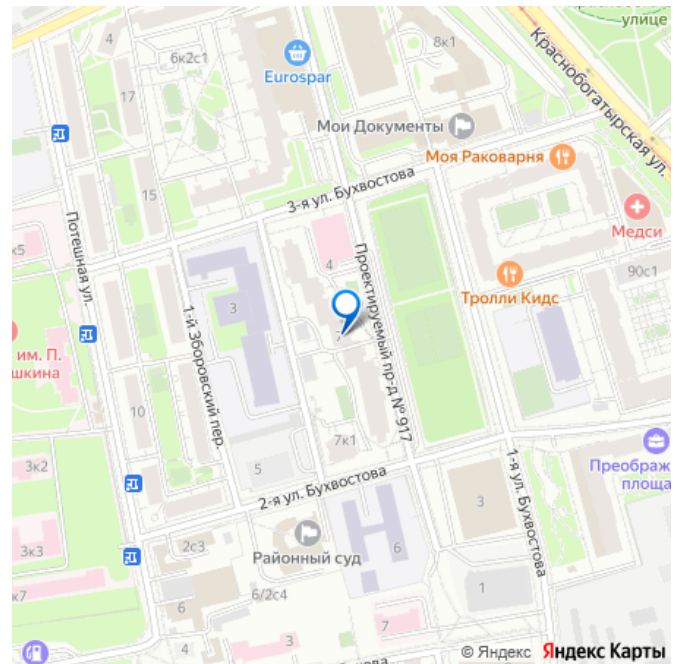 улице
4
6к2с1
8к1
Краснобогатырская ул.
Eurospar
17
Мои Документы
Моя Раковарня
15
3-я ул. Бухвостова
Потешная ул.
Медси
к5
4
Проектируемый пр-д № 917
90с1
Тролли Кидс
3
1-й Зборовский пер.
им. П.
шкина
7
10
7к1
3к2
5
2-я ул. Бухвостова
1-я ул. Бухвостова
Преображ
площа
3
3к3
2с3
Районный суд
6
к7
6
6/2с4
1
7
4
3
© Яндекс Яндекс Карты